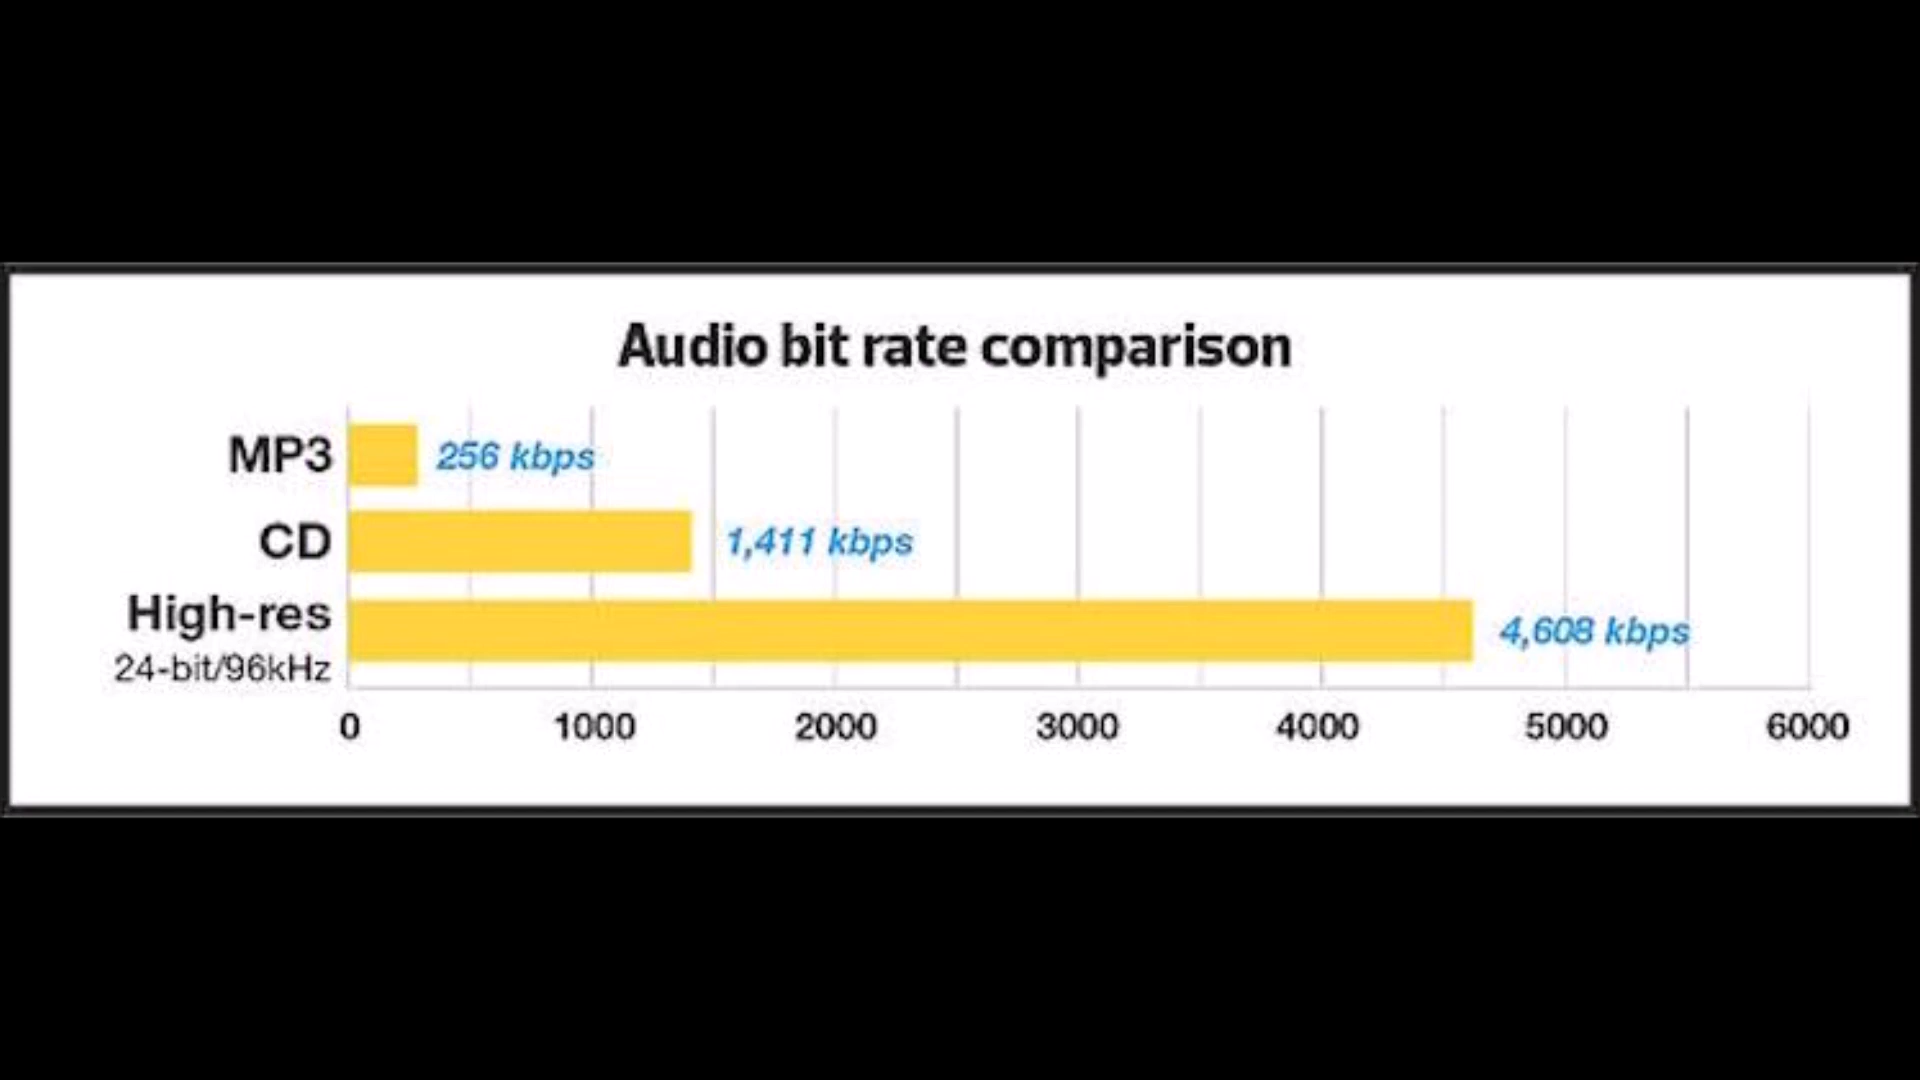 Audio bit rate comparison
MP3 256 kbps
CD 1,411 kbps
High-res 4,608 kbps
24-bit/96kHz
0 1000 2000 3000 4000 5000 6000